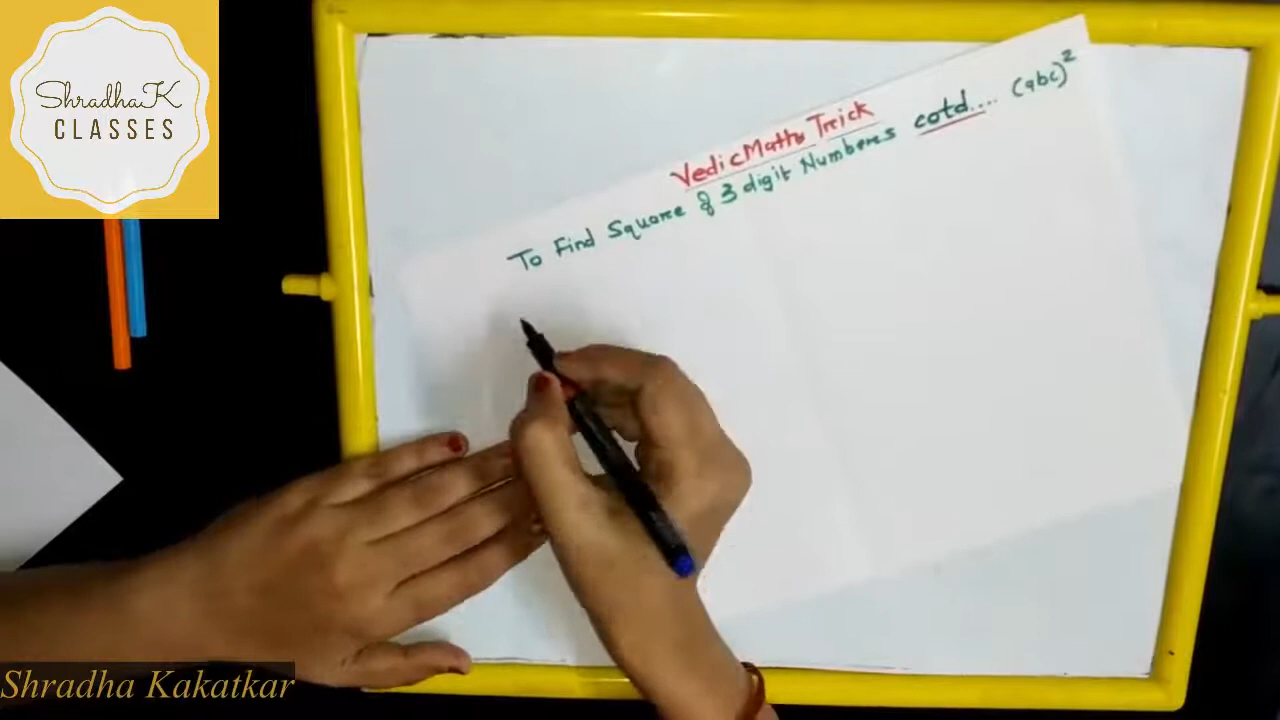 ShradhaK
CLASSES
Vedic Maths Trick
To Find Square of 3 digit Numbers cotd.... (abc)²
Shradha Kakatkar